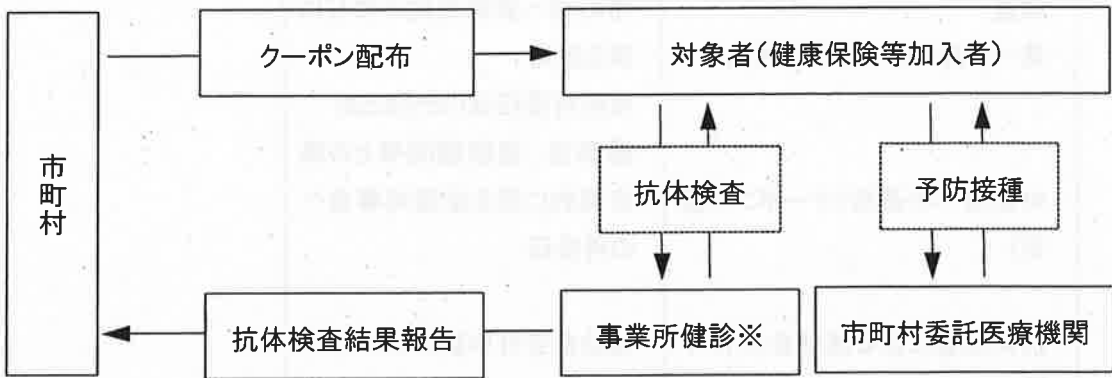 クーポン配布
対象者(健康保険等加入者)
市町村
抗体検査
予防接種
抗体検査結果報告
事業所健診※
市町村委託医療機関